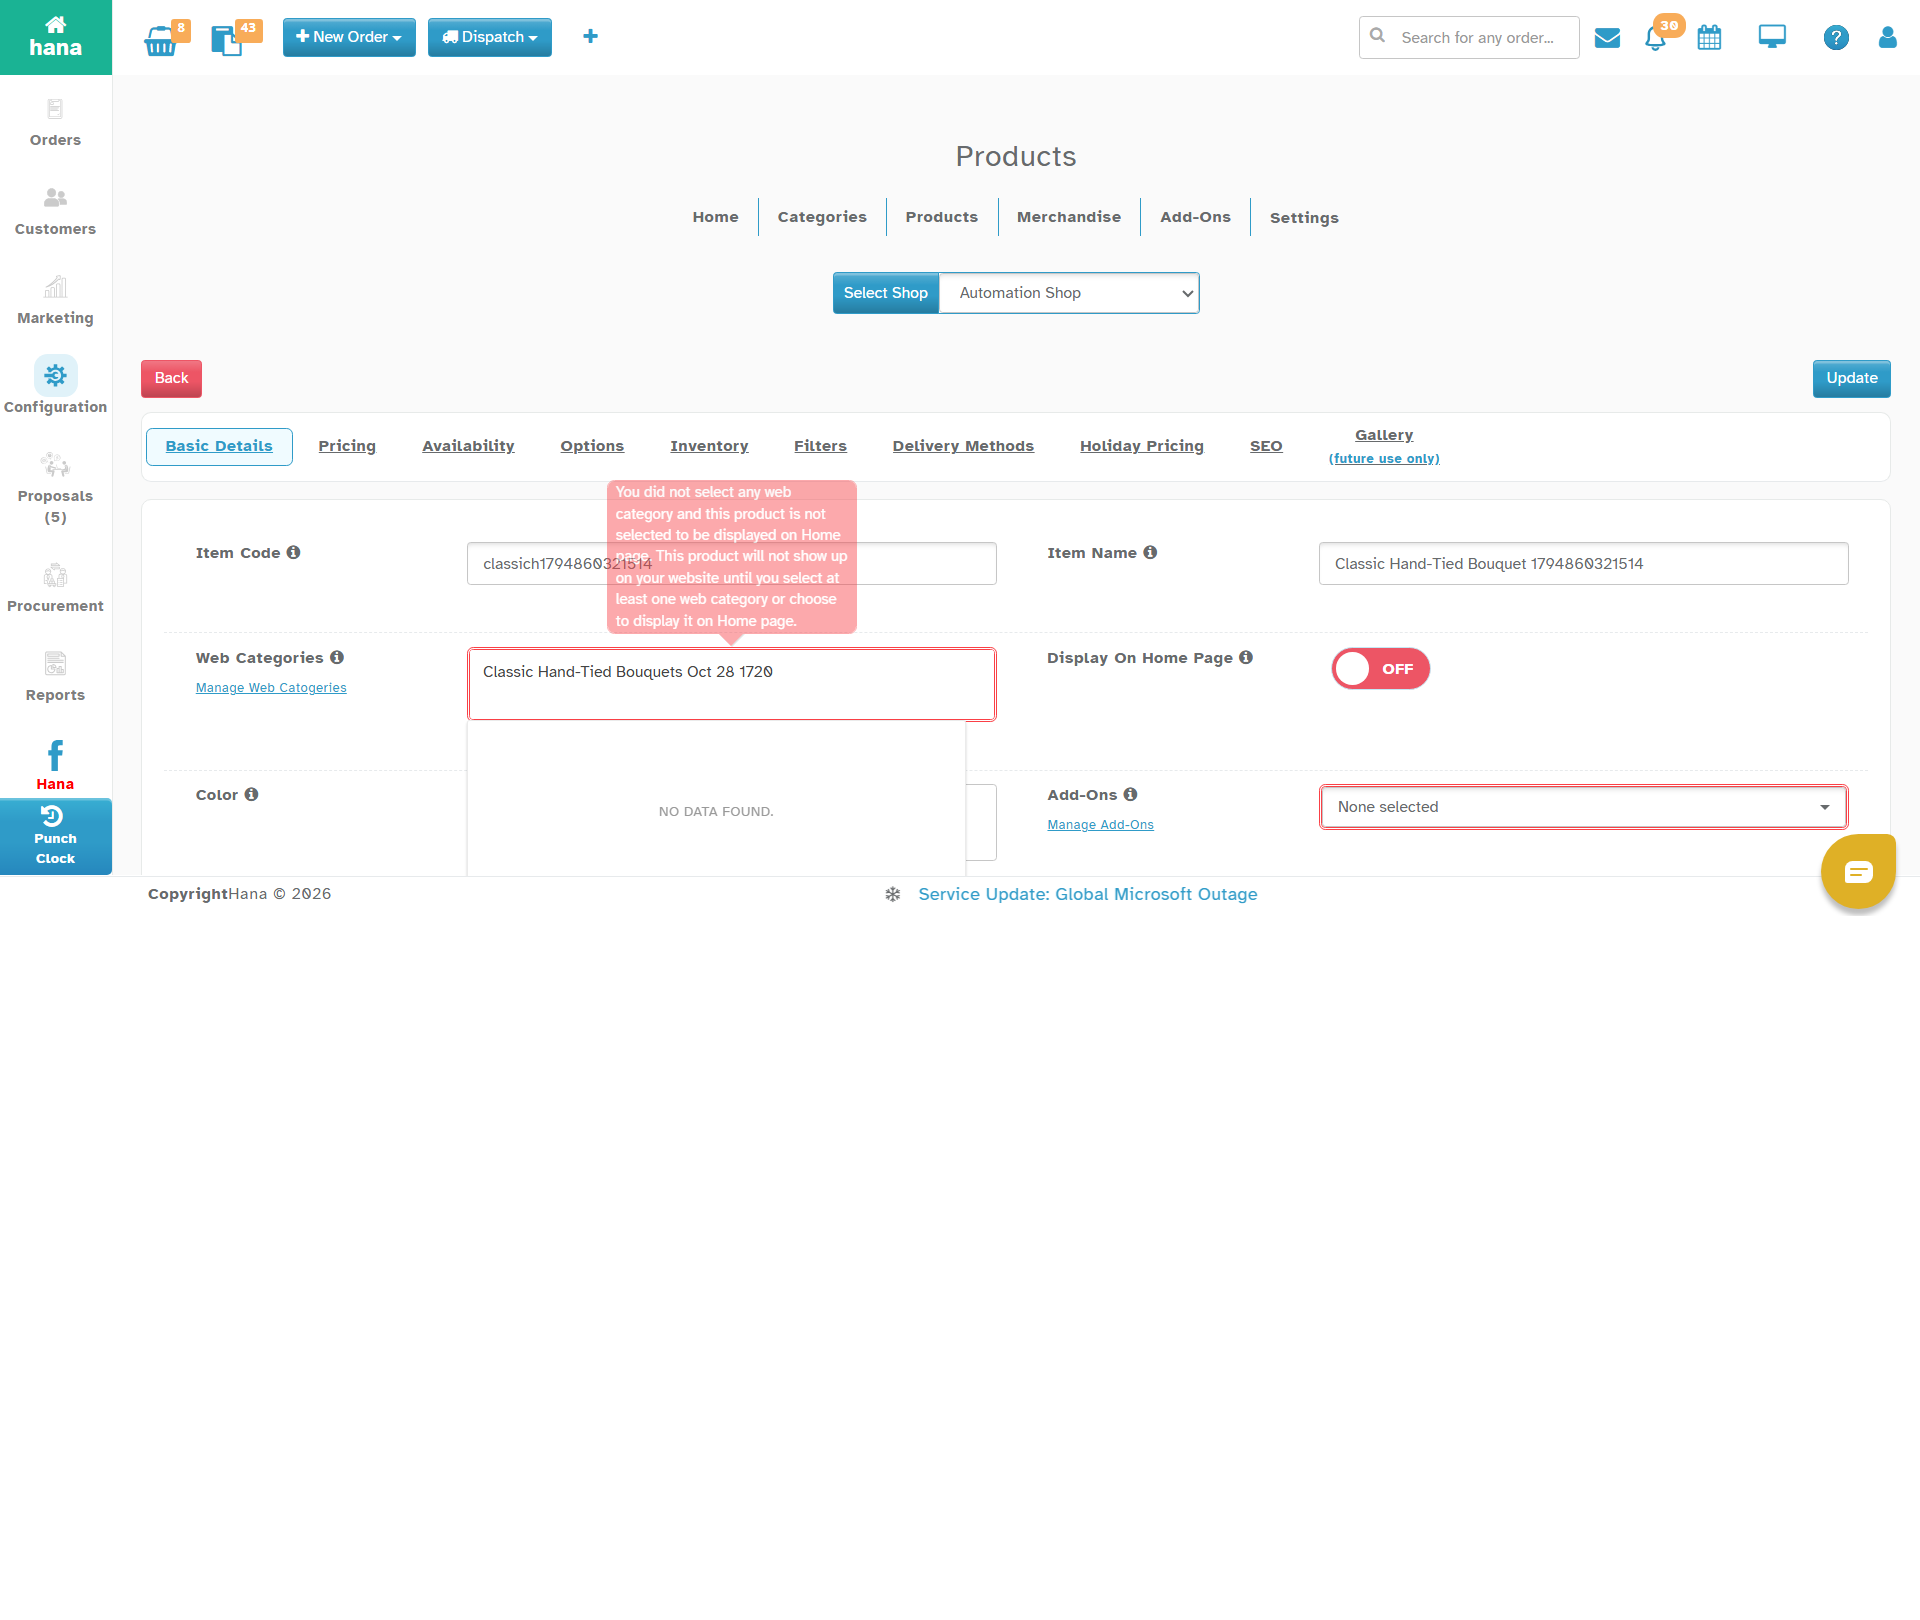 hana
8
43
New Order
Dispatch
Search for any order...
30
Orders
Customers
Marketing
Configuration
Proposals
(5)
Procurement
Reports
Hana
Punch
Clock
Products
Home
Categories
Products
Merchandise
Add-Ons
Settings
Select Shop
Automation Shop
Back
Update
Basic Details
Pricing
Availability
Options
Inventory
Filters
Delivery Methods
Holiday Pricing
SEO
Gallery
(future use only)
You did not select any web
category and this product is not
selected to be displayed on Home
page. This product will not show up
on your website until you select at
least one web category or choose
to display it on Home page.
Item Code
classich1794860321514
Item Name
Classic Hand-Tied Bouquet 1794860321514
Web Categories
Manage Web Catogeries
Classic Hand-Tied Bouquets Oct 28 1720
Display On Home Page
OFF
NO DATA FOUND.
Color
Add-Ons
Manage Add-Ons
None selected
CopyrightHana © 2026
Service Update: Global Microsoft Outage